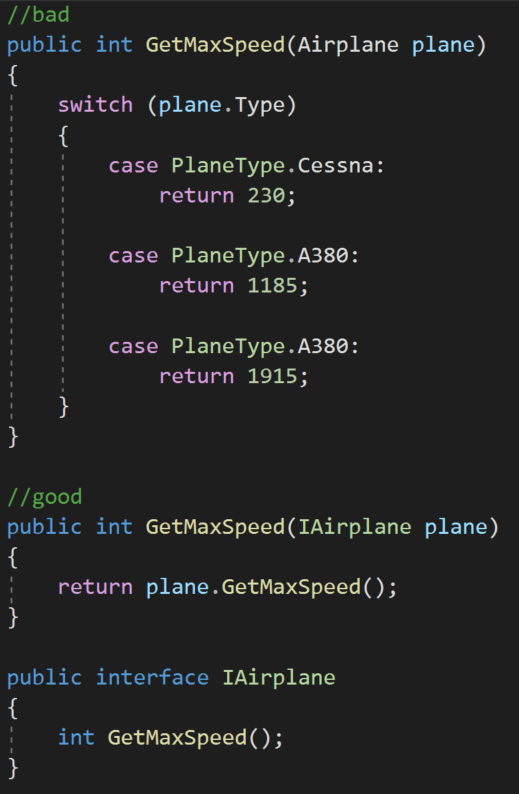 //bad
public int GetMaxSpeed(Airplane plane)
{
    switch (plane.Type)
    {
        case PlaneType.Cessna:
            return 230;

        case PlaneType.A380:
            return 1185;

        case PlaneType.A380:
            return 1915;
    }
}

//good
public int GetMaxSpeed(IAirplane plane)
{
    return plane.GetMaxSpeed();
}

public interface IAirplane
{
    int GetMaxSpeed();
}